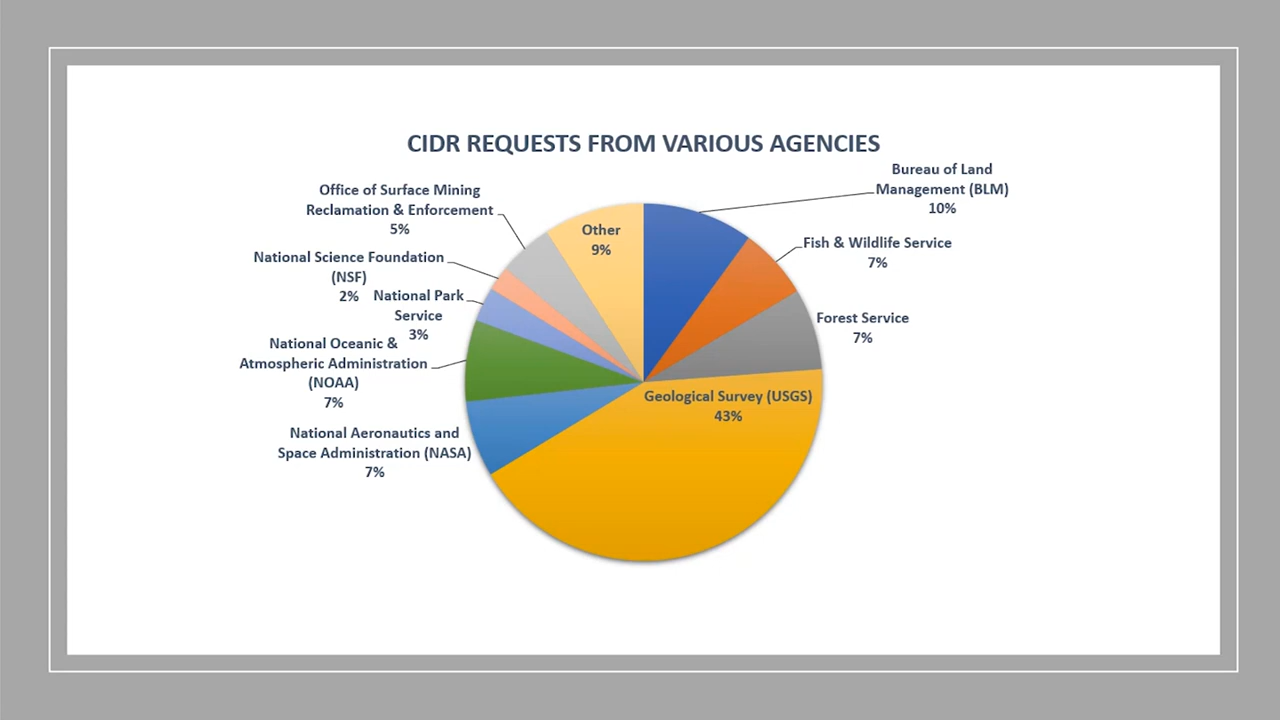 CIDR REQUESTS FROM VARIOUS AGENCIES
Bureau of Land
Management (BLM)
10%
Fish & Wildlife Service
7%
Forest Service
7%
Geological Survey (USGS)
43%
National Aeronautics and
Space Administration (NASA)
7%
National Oceanic &
Atmospheric Administration
(NOAA)
7%
National Park
Service
3%
National Science Foundation
(NSF)
2%
Office of Surface Mining
Reclamation & Enforcement
5%
Other
9%